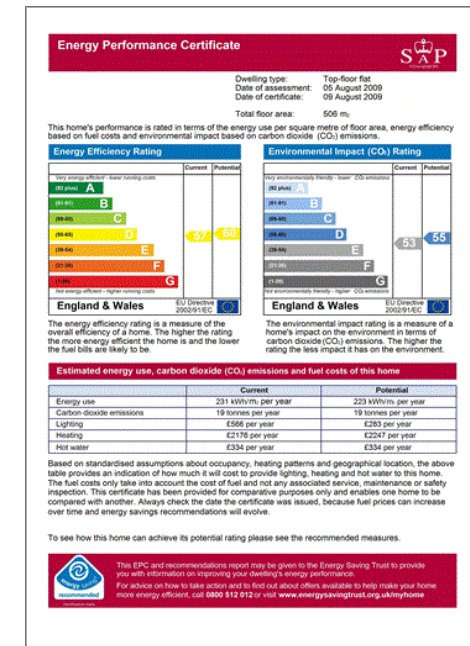 Energy Performance Certificate
SAP
Dwelling type: Top-floor flat
Date of assessment: 05 August 2009
Date of certificate: 09 August 2009
Total floor area: 506 m₂
This home's performance is rated in terms of the energy use per square metre of floor area, energy efficiency
based on fuel costs and environmental impact based on carbon dioxide (CO₂) emissions.
Energy Efficiency Rating
Current Potential
Very energy efficient - lower running costs
(92 plus) A
(81-91) B
(69-80) C
(55-68) D
57 60
(39-54) E
(21-38) F
(1-20) G
Not energy efficient - higher running costs
England & Wales
EU Directive
2002/91/EC
Environmental Impact (CO₂) Rating
Current Potential
Very environmentally friendly - lower CO₂ emissions
(92 plus) A
(81-91) B
(69-80) C
(55-68) D
55
(39-54) E
53
(21-38) F
(1-20) G
Not environmentally friendly - higher CO₂ emissions
England & Wales
EU Directive
2002/91/EC
The energy efficiency rating is a measure of the
overall efficiency of a home. The higher the rating
the more energy efficient the home is and the lower
the fuel bills are likely to be.
The environmental impact rating is a measure of a
home's impact on the environment in terms of
carbon dioxide (CO₂) emissions. The higher the
rating the less impact it has on the environment.
Estimated energy use, carbon dioxide (CO₂) emissions and fuel costs of this home
Current Potential
Energy use 231 kWh/m₂ per year 223 kWh/m₂ per year
Carbon dioxide emissions 19 tonnes per year 19 tonnes per year
Lighting £566 per year £283 per year
Heating £2176 per year £2247 per year
Hot water £334 per year £334 per year
Based on standardised assumptions about occupancy, heating patterns and geographical location, the above
table provides an indication of how much it will cost to provide lighting, heating and hot water to this home.
The fuel costs only take into account the cost of fuel and not any associated service, maintenance or safety
inspection. This certificate has been provided for comparative purposes only and enables one home to be
compared with another. Always check the date the certificate was issued, because fuel prices can increase
over time and energy savings recommendations will evolve.
To see how this home can achieve its potential rating please see the recommended measures.
energy saving
recommended
This EPC and recommendations report may be given to the Energy Saving Trust to provide
you with information on improving your dwelling's energy performance.
For advice on how to take action and to find out about offers available to help make your home
more energy efficient, call 0800 512 012 or visit www.energysavingtrust.org.uk/myhome